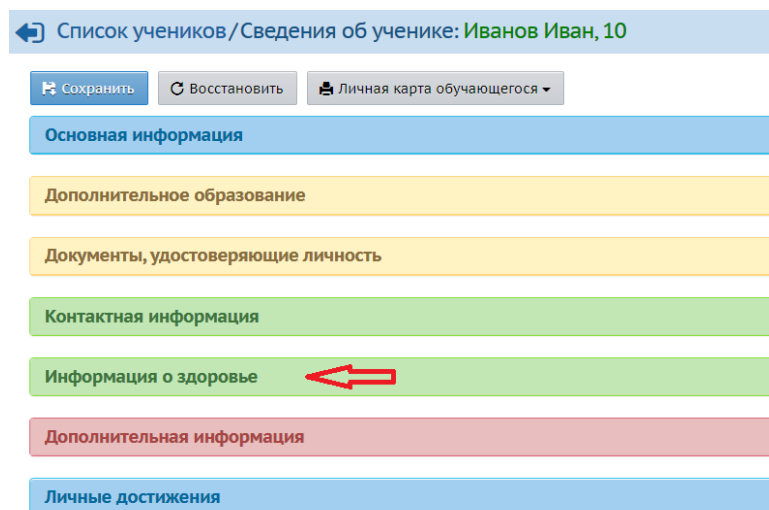 Список учеников/Сведения об ученике: Иванов Иван, 10
Сохранить Восстановить Личная карта обучающегося
Основная информация
Дополнительное образование
Документы, удостоверяющие личность
Контактная информация
Информация о здоровье
Дополнительная информация
Личные достижения